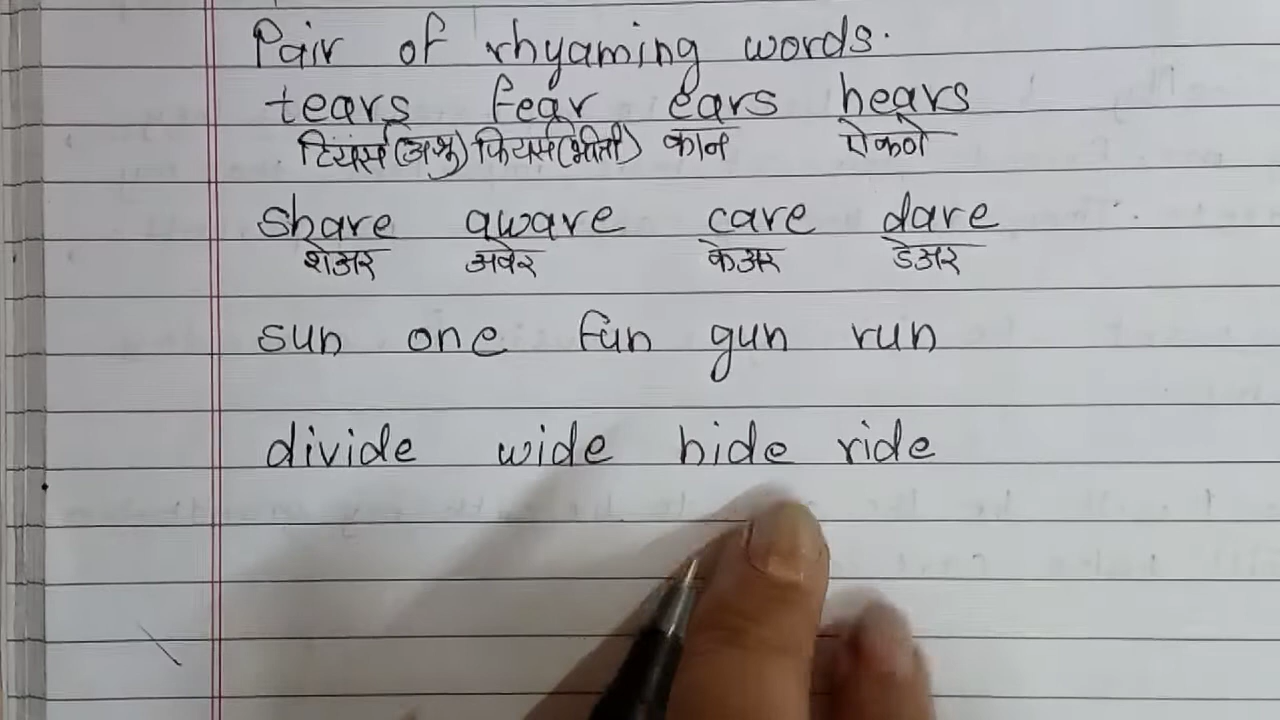 Pair of rhyaming words.
tears fear ears hears
टियर्स (अश्रू) फियर्स (भीती) कान ऐकणे
share aware care dare
शेअर अवेर केअर डेअर
sun one fun gun run
divide wide hide ride